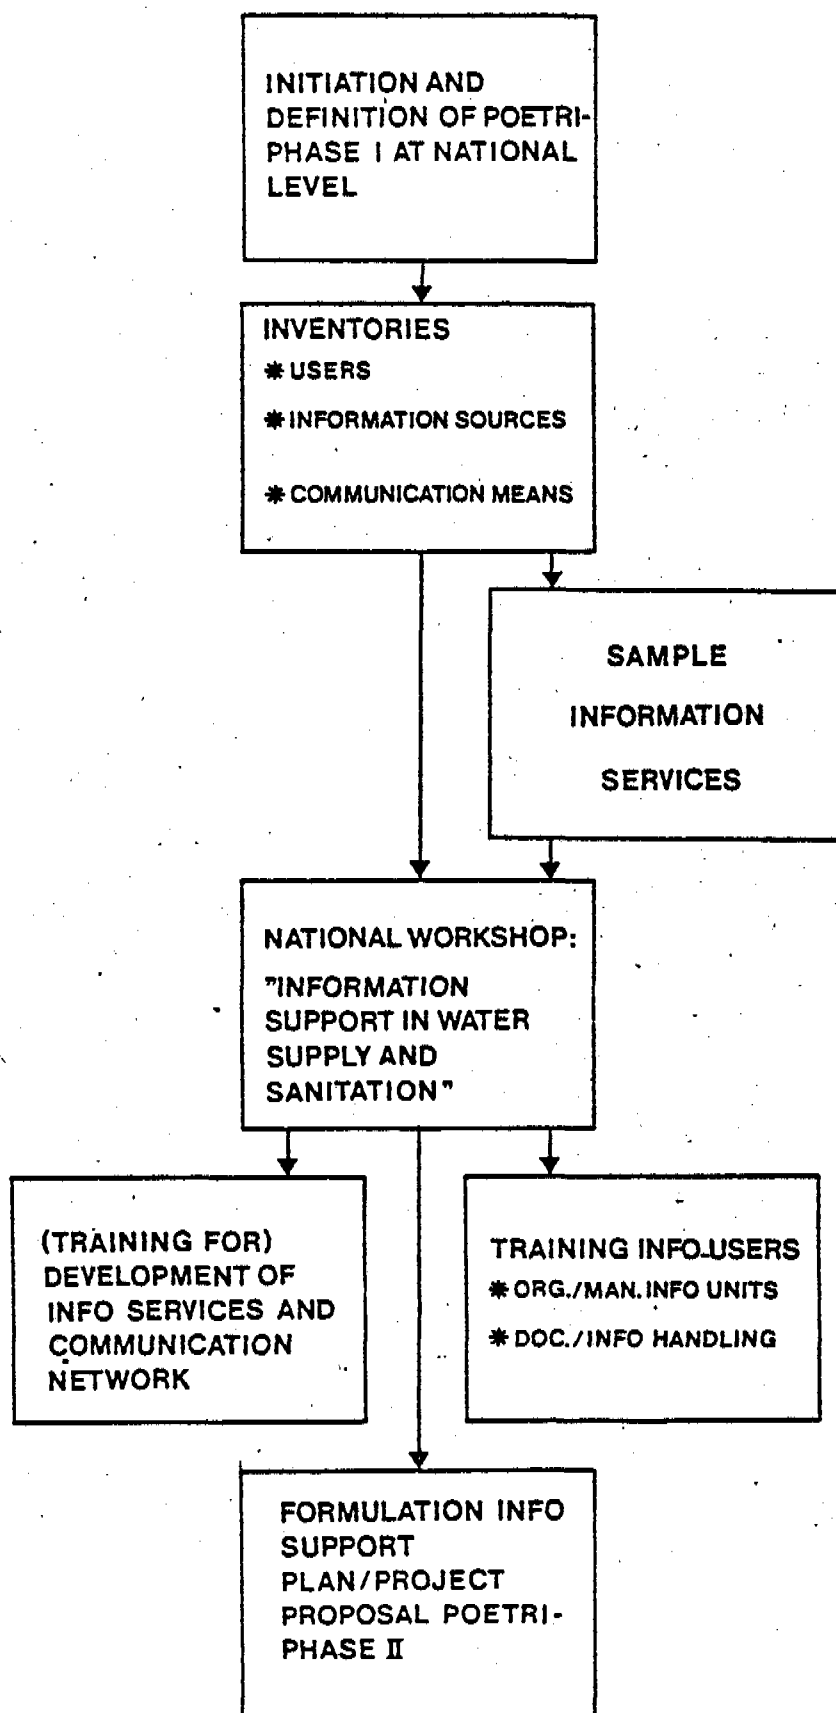 INITIATION AND
DEFINITION OF POETRI-
PHASE I AT NATIONAL
LEVEL
INVENTORIES
* USERS
* INFORMATION SOURCES
* COMMUNICATION MEANS
SAMPLE
INFORMATION
SERVICES
NATIONAL WORKSHOP:
"INFORMATION
SUPPORT IN WATER
SUPPLY AND
SANITATION"
(TRAINING FOR)
DEVELOPMENT OF
INFO SERVICES AND
COMMUNICATION
NETWORK
TRAINING INFO-USERS
* ORG./MAN. INFO UNITS
* DOC./INFO HANDLING
FORMULATION INFO
SUPPORT
PLAN/PROJECT
PROPOSAL POETRI-
PHASE II